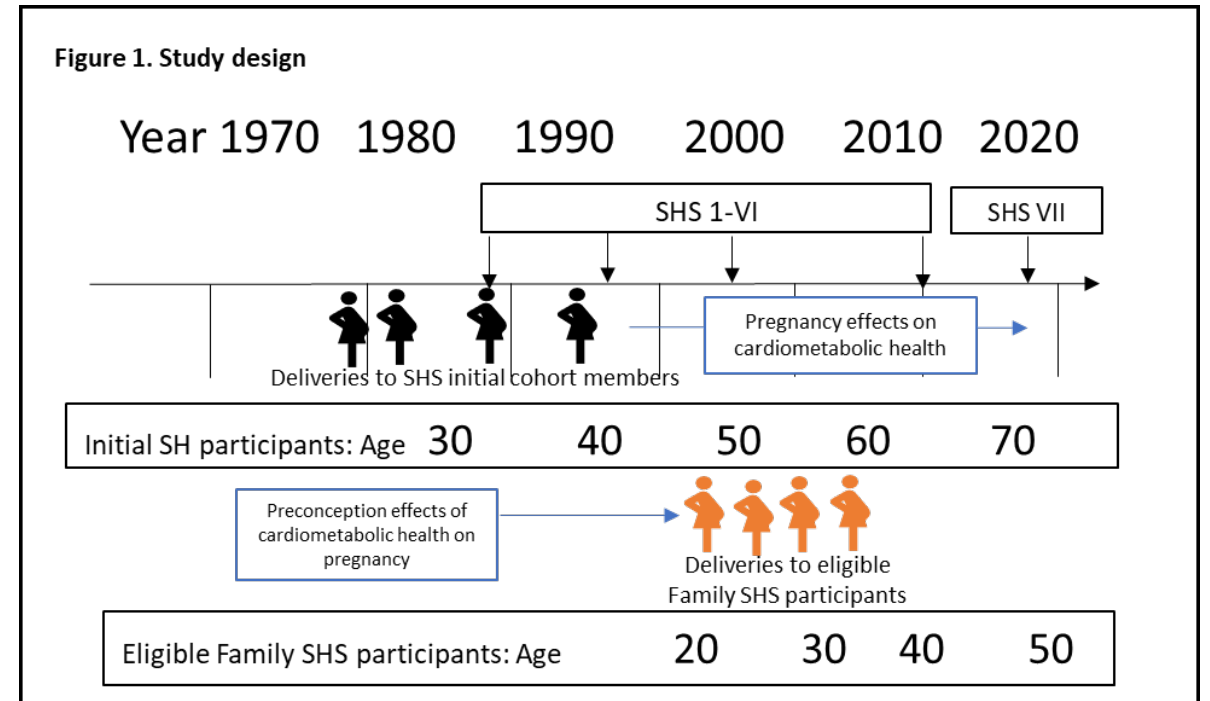 Figure 1. Study design
Year 1970 1980 1990 2000 2010 2020
SHS 1-VI
SHS VII
Pregnancy effects on
cardiometabolic health
Deliveries to SHS initial cohort members
Initial SH participants: Age 30 40 50 60 70
Preconception effects of
cardiometabolic health on
pregnancy
Deliveries to eligible
Family SHS participants
Eligible Family SHS participants: Age 20 30 40 50